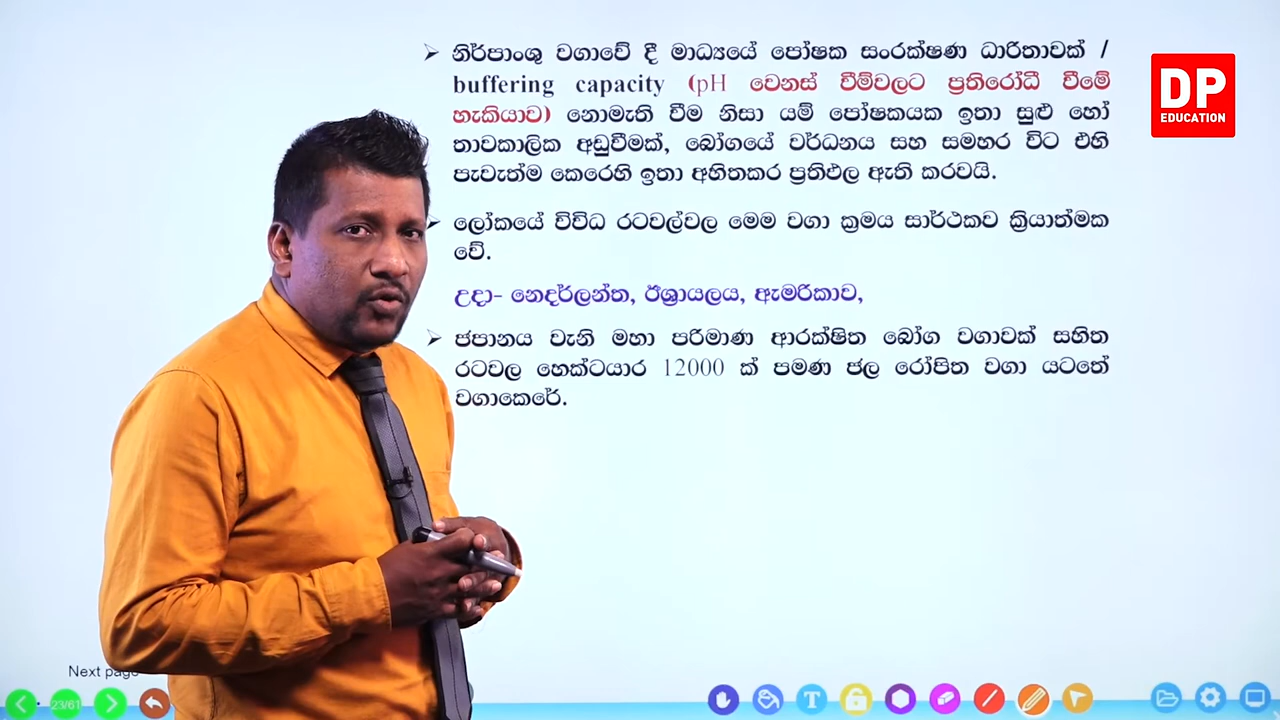 නිර්පාංශු වගාවේ දී මාධ්‍යයේ පෝෂක සංරක්ෂණ ධාරිතාවක් /
buffering capacity (pH වෙනස් වීම්වලට ප්‍රතිරෝධී වීමේ
හැකියාව) නොමැති වීම නිසා යම් පෝෂකයක ඉතා සුළු හෝ
තාවකාලික අඩුවීමක්, බෝගයේ වර්ධනය සහ සමහර විට එහි
පැවැත්ම කෙරෙහි ඉතා අහිතකර ප්‍රතිඵල ඇති කරවයි.
ලෝකයේ විවිධ රටවල්වල මෙම වගා ක්‍රමය සාර්ථකව ක්‍රියාත්මක
වේ.
උදා- නෙදර්ලන්ත, ඊශ්‍රායලය, ඇමරිකාව,
ජපානය වැනි මහා පරිමාණ ආරක්ෂිත බෝග වගාවක් සහිත
රටවල හෙක්ටයාර 12000 ක් පමණ ජල රෝපිත වගා යටතේ
වගාකෙරේ.
DP
EDUCATION
Next page
23/61